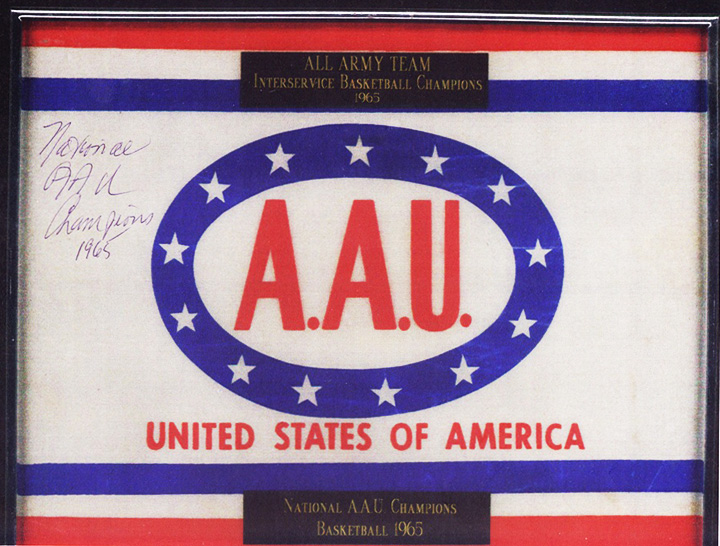 ALL ARMY TEAM
INTERSERVICE BASKETBALL CHAMPIONS
1965
National
AAU
Champions
1965
A.A.U.
UNITED STATES OF AMERICA
NATIONAL AAU CHAMPIONS
BASKETBALL 1965